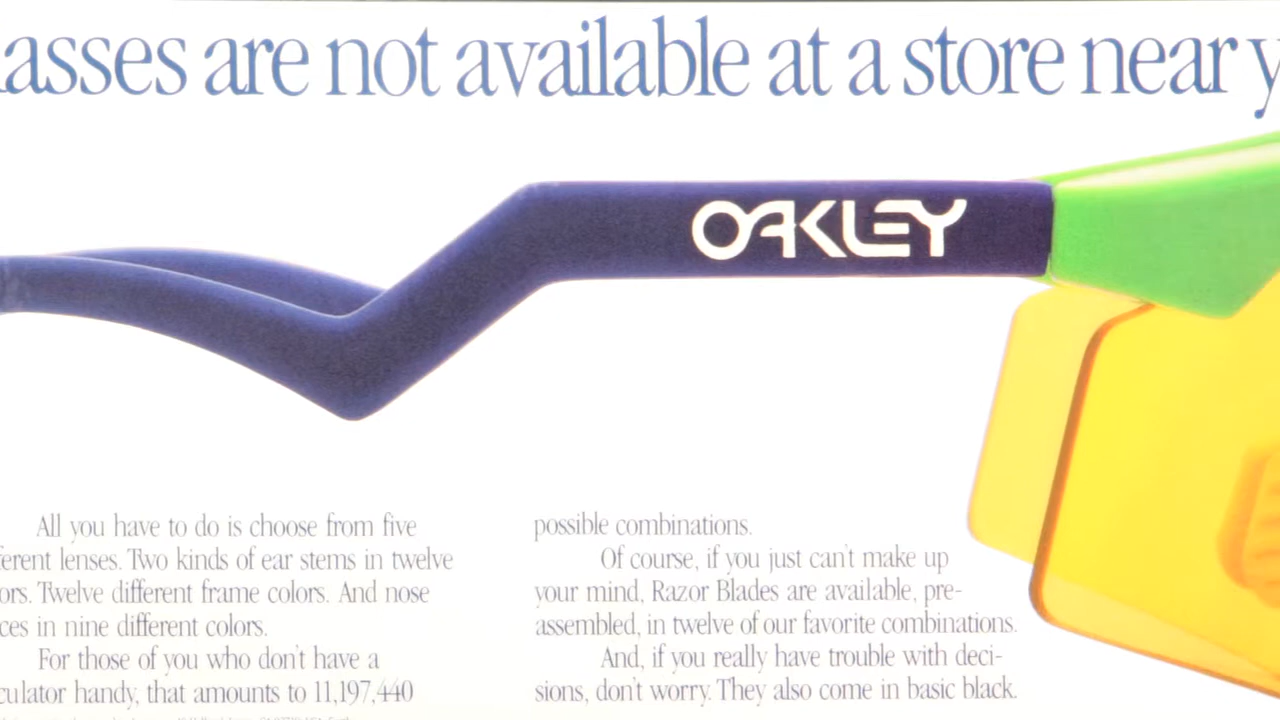 asses are not available at a store near y
OAKLEY
All you have to do is choose from five
ferent lenses. Two kinds of ear stems in twelve
ors. Twelve different frame colors. And nose
ces in nine different colors.
For those of you who don't have a
culator handy, that amounts to 11,197,440
possible combinations.
Of course, if you just can't make up
your mind, Razor Blades are available, pre-
assembled, in twelve of our favorite combinations.
And, if you really have trouble with deci-
sions, don't worry. They also come in basic black.